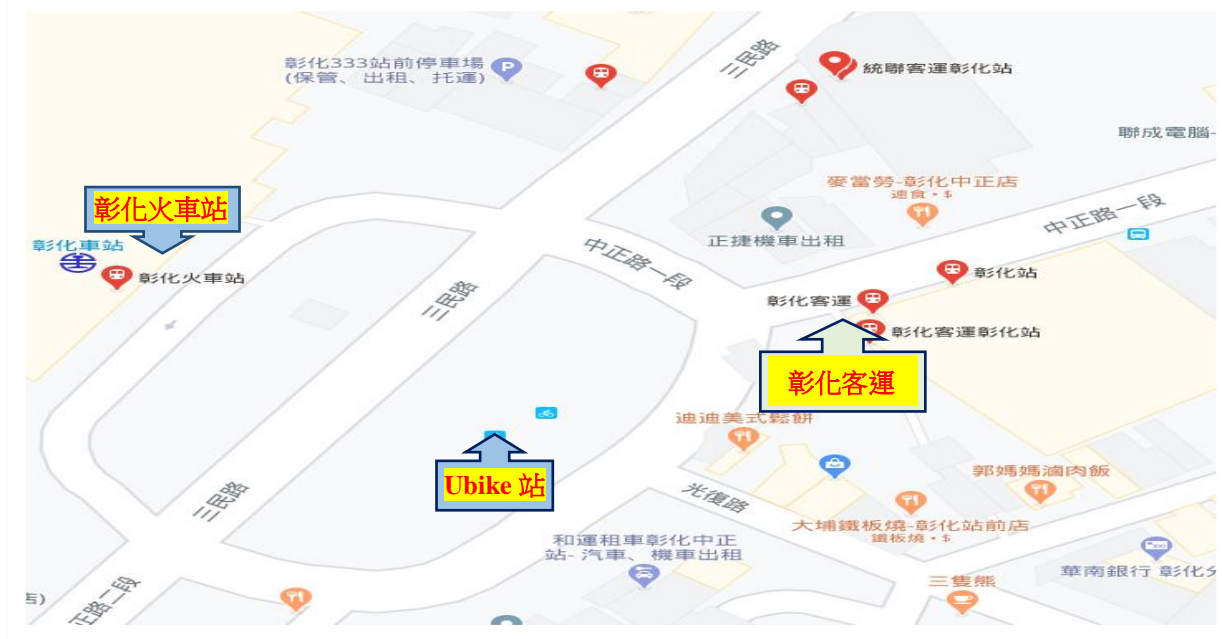 彰化333站前停車場
(保管、出租、托運)
三民路
統聯客運彰化站
聯成電腦-
麥當勞-彰化中正店
速食·$
彰化火車站
中正路一段
正捷機車出租
彰化車站
彰化火車站
中正路一段
三民路
彰化站
彰化客運
彰化客運彰化站
彰化客運
迪迪美式鬆餅
Ubike 站
三民路
光復路
郭媽媽滷肉飯
大埔鐵板燒-彰化站前店
鐵板燒·$
和運租車彰化中正
站-汽車、機車出租
華南銀行 彰化分
三隻熊
正路二段
店)